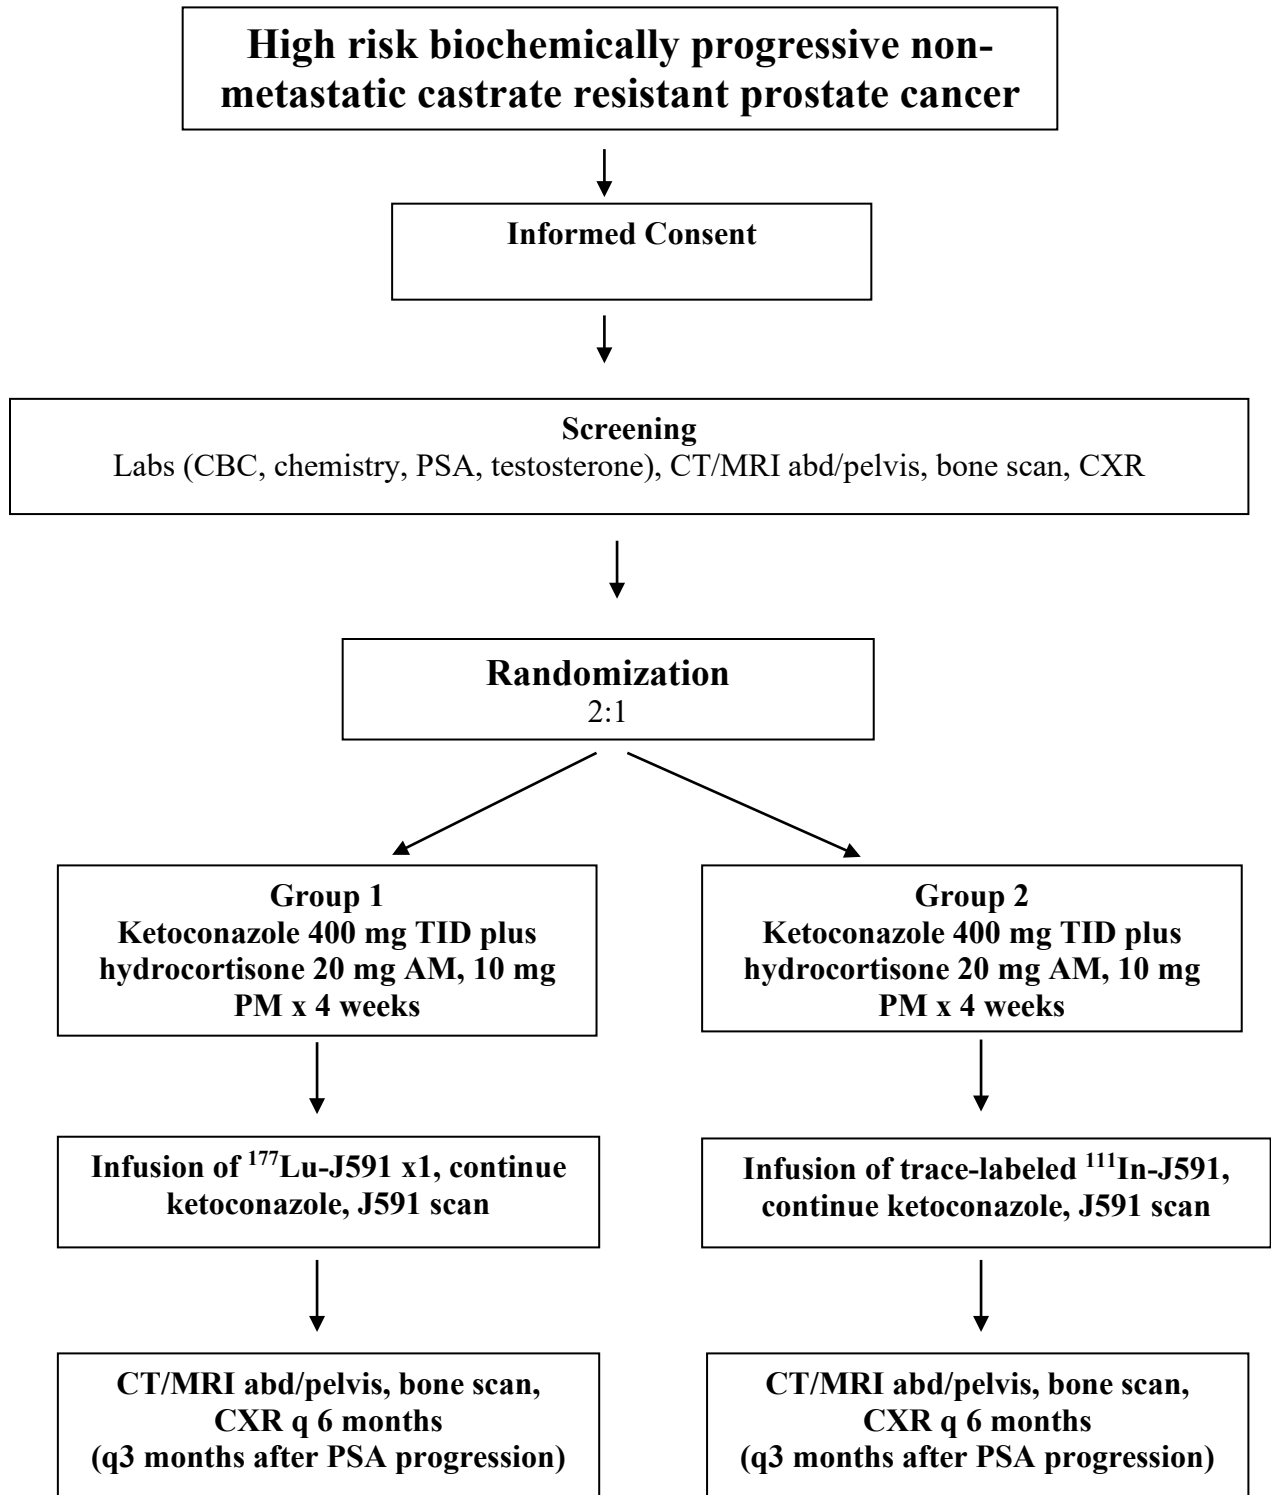 High risk biochemically progressive non-
metastatic castrate resistant prostate cancer
Informed Consent
Screening
Labs (CBC, chemistry, PSA, testosterone), CT/MRI abd/pelvis, bone scan, CXR
Randomization
2:1
Group 1
Ketoconazole 400 mg TID plus
hydrocortisone 20 mg AM, 10 mg
PM x 4 weeks
Group 2
Ketoconazole 400 mg TID plus
hydrocortisone 20 mg AM, 10 mg
PM x 4 weeks
Infusion of ¹⁷⁷Lu-J591 x1, continue
ketoconazole, J591 scan
Infusion of trace-labeled ¹¹¹In-J591,
continue ketoconazole, J591 scan
CT/MRI abd/pelvis, bone scan,
CXR q 6 months
(q3 months after PSA progression)
CT/MRI abd/pelvis, bone scan,
CXR q 6 months
(q3 months after PSA progression)